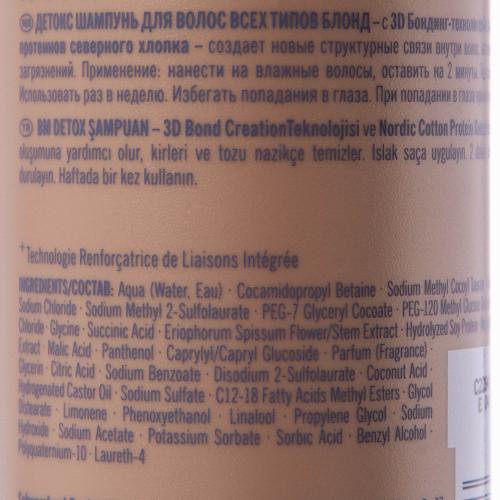 ДЕТОКС ШАМПУНЬ ДЛЯ ВОЛОС ВСЕХ ТИПОВ БЛОНД – с 3D Бондинг-техно
протеинов северного хлопка – создает новые структурные связи внутри
загрязнений. Применение: нанести на влажные волосы, оставить на 2 минуты
Использовать раз в неделю. Избегать попадания в глаза. При попадании в глаза
TR BM DETOX ŞAMPUAN – 3D Bond CreationTeknolojisi ve Nordic Cotton Protein
oluşumuna yardımcı olur, kirleri ve tozu nazikçe temizler. Islak saça uygulayın. 2
durulayın. Haftada bir kez kullanın.
+Technologie Renforçatrice de Liaisons Intégrée
INGREDIENTS/СОСТАВ: Aqua (Water, Eau) · Cocamidopropyl Betaine · Sodium Methyl Cocoyl
Sodium Chloride · Sodium Methyl 2-Sulfolaurate · PEG-7 Glyceryl Cocoate · PEG-120 Methyl Glucose
Chloride · Glycine · Succinic Acid · Eriophorum Spissum Flower/Stem Extract · Hydrolyzed Soy
Extract · Malic Acid · Panthenol · Caprylyl/Capryl Glucoside · Parfum (Fragrance) ·
Glycerin · Citric Acid · Sodium Benzoate · Disodium 2-Sulfolaurate · Coconut Acid ·
Hydrogenated Castor Oil · Sodium Sulfate · C12-18 Fatty Acids Methyl Esters · Glycol
Distearate · Limonene · Phenoxyethanol · Linalool · Propylene Glycol · Sodium
Hydroxide · Sodium Acetate · Potassium Sorbate · Sorbic Acid · Benzyl Alcohol ·
Polyquaternium-10 · Laureth-4